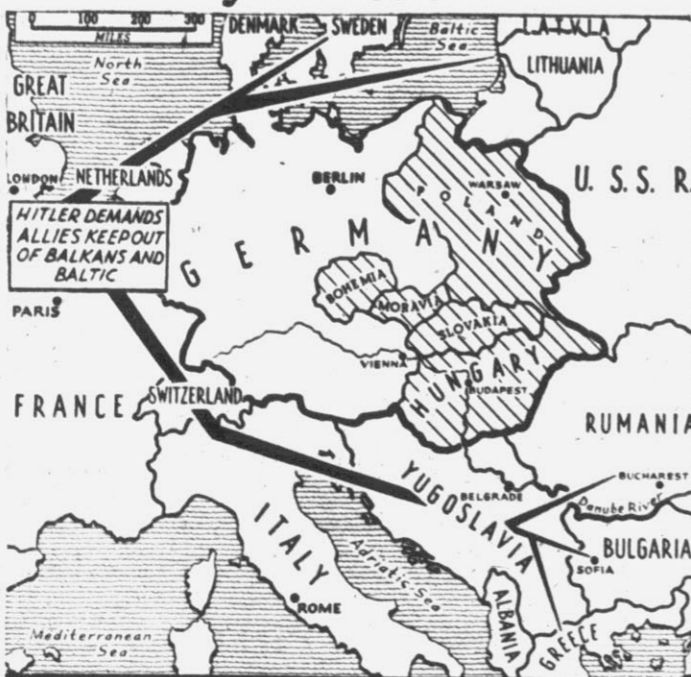 0 100 200 300
MILES
DENMARK
SWEDEN
Baltic
Sea
LATVIA
LITHUANIA
North
Sea
GREAT
BRITAIN
LONDON
NETHERLANDS
BERLIN
WARSAW
POLAND
U. S. S. R.
HITLER DEMANDS
ALLIES KEEP OUT
OF BALKANS AND
BALTIC
GERMANY
PARIS
BOHEMIA
MORAVIA
SLOVAKIA
VIENNA
HUNGARY
BUDAPEST
FRANCE
SWITZERLAND
RUMANIA
YUGOSLAVIA
BELGRADE
BUCHAREST
Danube River
ITALY
Adriatic Sea
BULGARIA
SOFIA
ROME
ALBANIA
GREECE
Mediterranean
Sea